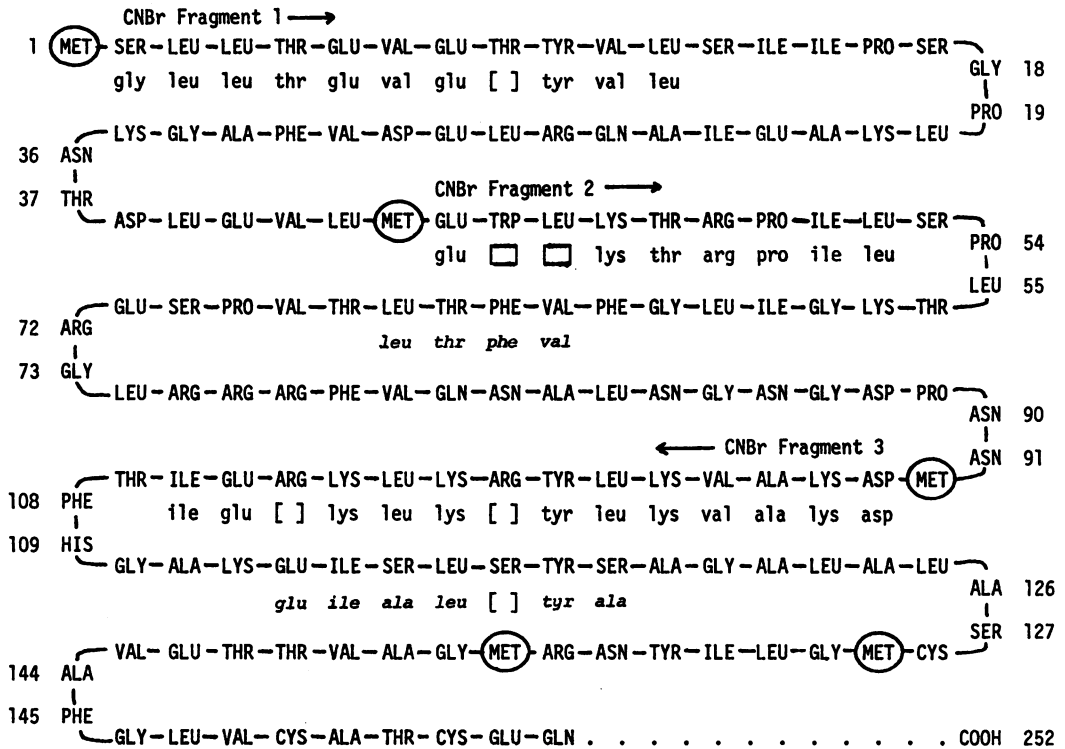 CNBr Fragment 1 →
1 MET-SER-LEU-LEU-THR-GLU-VAL-GLU-THR-TYR-VAL-LEU-SER-ILE-ILE-PRO-SER
gly leu leu thr glu val glu [ ] tyr val leu
GLY 18
PRO 19
LYS-GLY-ALA-PHE-VAL-ASP-GLU-LEU-ARG-GLN-ALA-ILE-GLU-ALA-LYS-LEU
36 ASN
CNBr Fragment 2 →
37 THR
ASP-LEU-GLU-VAL-LEU-MET-GLU-TRP-LEU-LYS-THR-ARG-PRO-ILE-LEU-SER
glu □ □ lys thr arg pro ile leu
PRO 54
LEU 55
GLU-SER-PRO-VAL-THR-LEU-THR-PHE-VAL-PHE-GLY-LEU-ILE-GLY-LYS-THR
72 ARG
leu thr phe val
73 GLY
LEU-ARG-ARG-ARG-PHE-VAL-GLN-ASN-ALA-LEU-ASN-GLY-ASN-GLY-ASP-PRO
ASN 90
← CNBr Fragment 3
ASN 91
THR-ILE-GLU-ARG-LYS-LEU-LYS-ARG-TYR-LEU-LYS-VAL-ALA-LYS-ASP-MET
108 PHE
ile glu [ ] lys leu lys [ ] tyr leu lys val ala lys asp
109 HIS
GLY-ALA-LYS-GLU-ILE-SER-LEU-SER-TYR-SER-ALA-GLY-ALA-LEU-ALA-LEU
glu ile ala leu [ ] tyr ala
ALA 126
SER 127
VAL-GLU-THR-THR-VAL-ALA-GLY-MET-ARG-ASN-TYR-ILE-LEU-GLY-MET-CYS
144 ALA
145 PHE
GLY-LEU-VAL-CYS-ALA-THR-CYS-GLU-GLN . . . . . . . . . . . . . . COOH 252